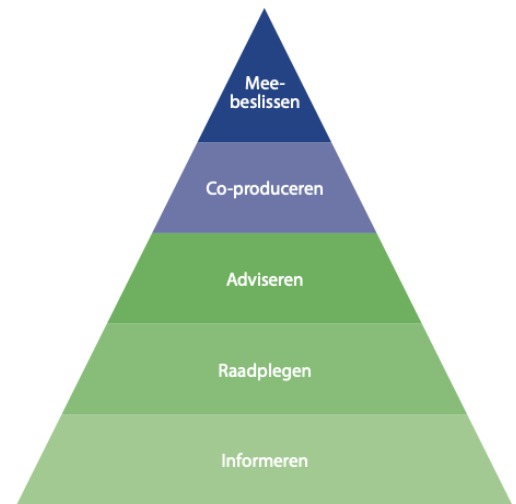 Mee-
beslissen
Co-produceren
Adviseren
Raadplegen
Informeren